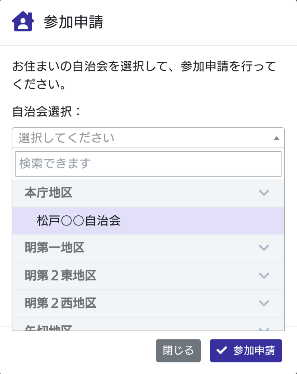 参加申請
お住まいの自治会を選択して、参加申請を行って
ください。
自治会選択：
選択してください
検索できます
本庁地区
松戸○○自治会
明第一地区
明第２東地区
明第２西地区
矢切地区
閉じる
参加申請